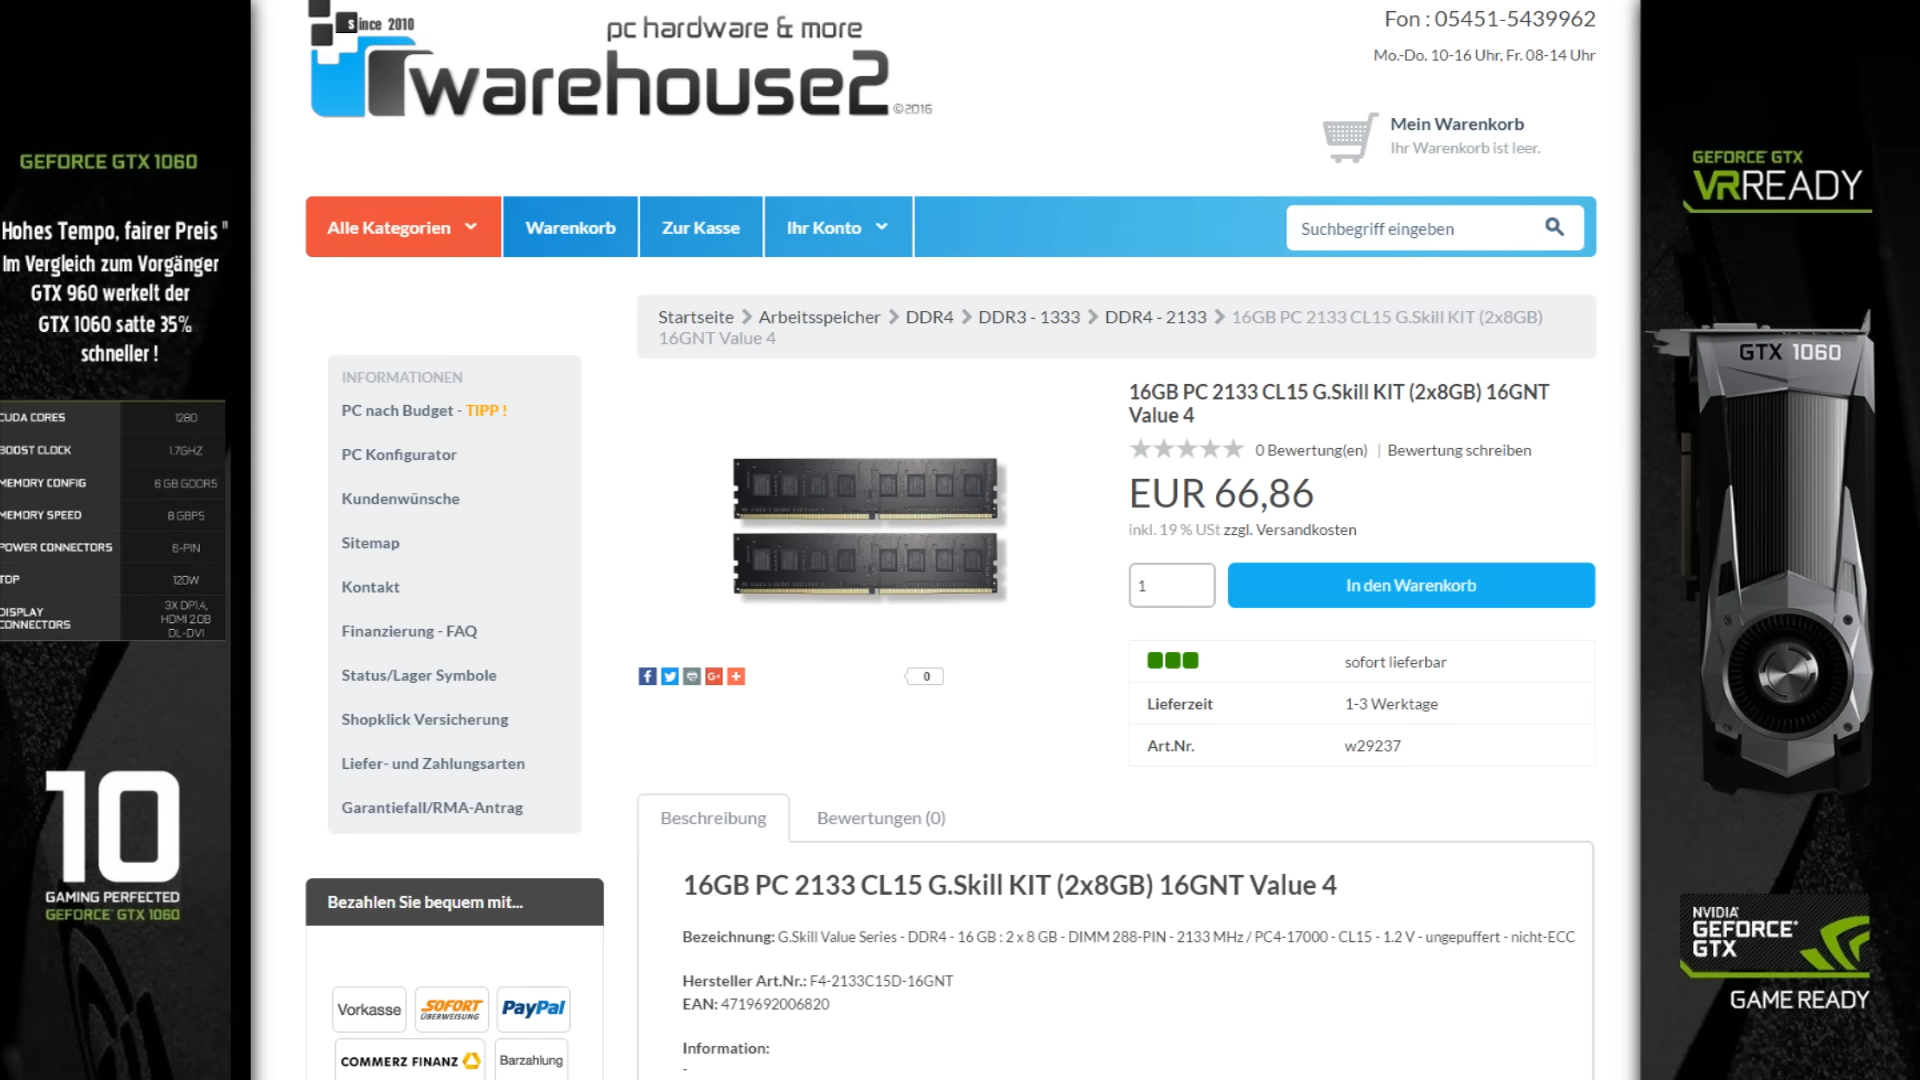 since 2010
pc hardware & more
warehouse2
©2016
Fon : 05451-5439962
Mo.-Do. 10-16 Uhr, Fr. 08-14 Uhr
Mein Warenkorb
Ihr Warenkorb ist leer.
Alle Kategorien
Warenkorb
Zur Kasse
Ihr Konto
Suchbegriff eingeben
GEFORCE GTX 1060
Hohes Tempo, fairer Preis "
Im Vergleich zum Vorgänger
GTX 960 werkelt der
GTX 1060 satte 35%
schneller !
CUDA CORES 1280
BOOST CLOCK 1.7GHZ
MEMORY CONFIG 6 GB GDDR5
MEMORY SPEED 8 GBPS
POWER CONNECTORS 6-PIN
TDP 120W
DISPLAY CONNECTORS 3X DP1.4, HDMI 2.0B DL-DVI
10
GAMING PERFECTED
GEFORCE® GTX 1060
INFORMATIONEN
PC nach Budget - TIPP !
PC Konfigurator
Kundenwünsche
Sitemap
Kontakt
Finanzierung - FAQ
Status/Lager Symbole
Shopklick Versicherung
Liefer- und Zahlungsarten
Garantiefall/RMA-Antrag
Bezahlen Sie bequem mit...
Vorkasse
SOFORT
ÜBERWEISUNG
PayPal
COMMERZ FINANZ
Barzahlung
Startseite Arbeitsspeicher DDR4 DDR3 - 1333 DDR4 - 2133 16GB PC 2133 CL15 G.Skill KIT (2x8GB)
16GNT Value 4
16GB PC 2133 CL15 G.Skill KIT (2x8GB) 16GNT
Value 4
0 Bewertung(en) | Bewertung schreiben
EUR 66,86
inkl. 19 % USt zzgl. Versandkosten
1
In den Warenkorb
sofort lieferbar
Lieferzeit 1-3 Werktage
Art.Nr. w29237
0
Beschreibung
Bewertungen (0)
16GB PC 2133 CL15 G.Skill KIT (2x8GB) 16GNT Value 4
Bezeichnung: G.Skill Value Series - DDR4 - 16 GB : 2 x 8 GB - DIMM 288-PIN - 2133 MHz / PC4-17000 - CL15 - 1.2 V - ungepuffert - nicht-ECC
Hersteller Art.Nr.: F4-2133C15D-16GNT
EAN: 4719692006820
Information:
-
GEFORCE® GTX
VR READY
GTX 1060
NVIDIA®
GEFORCE®
GTX
GAME READY